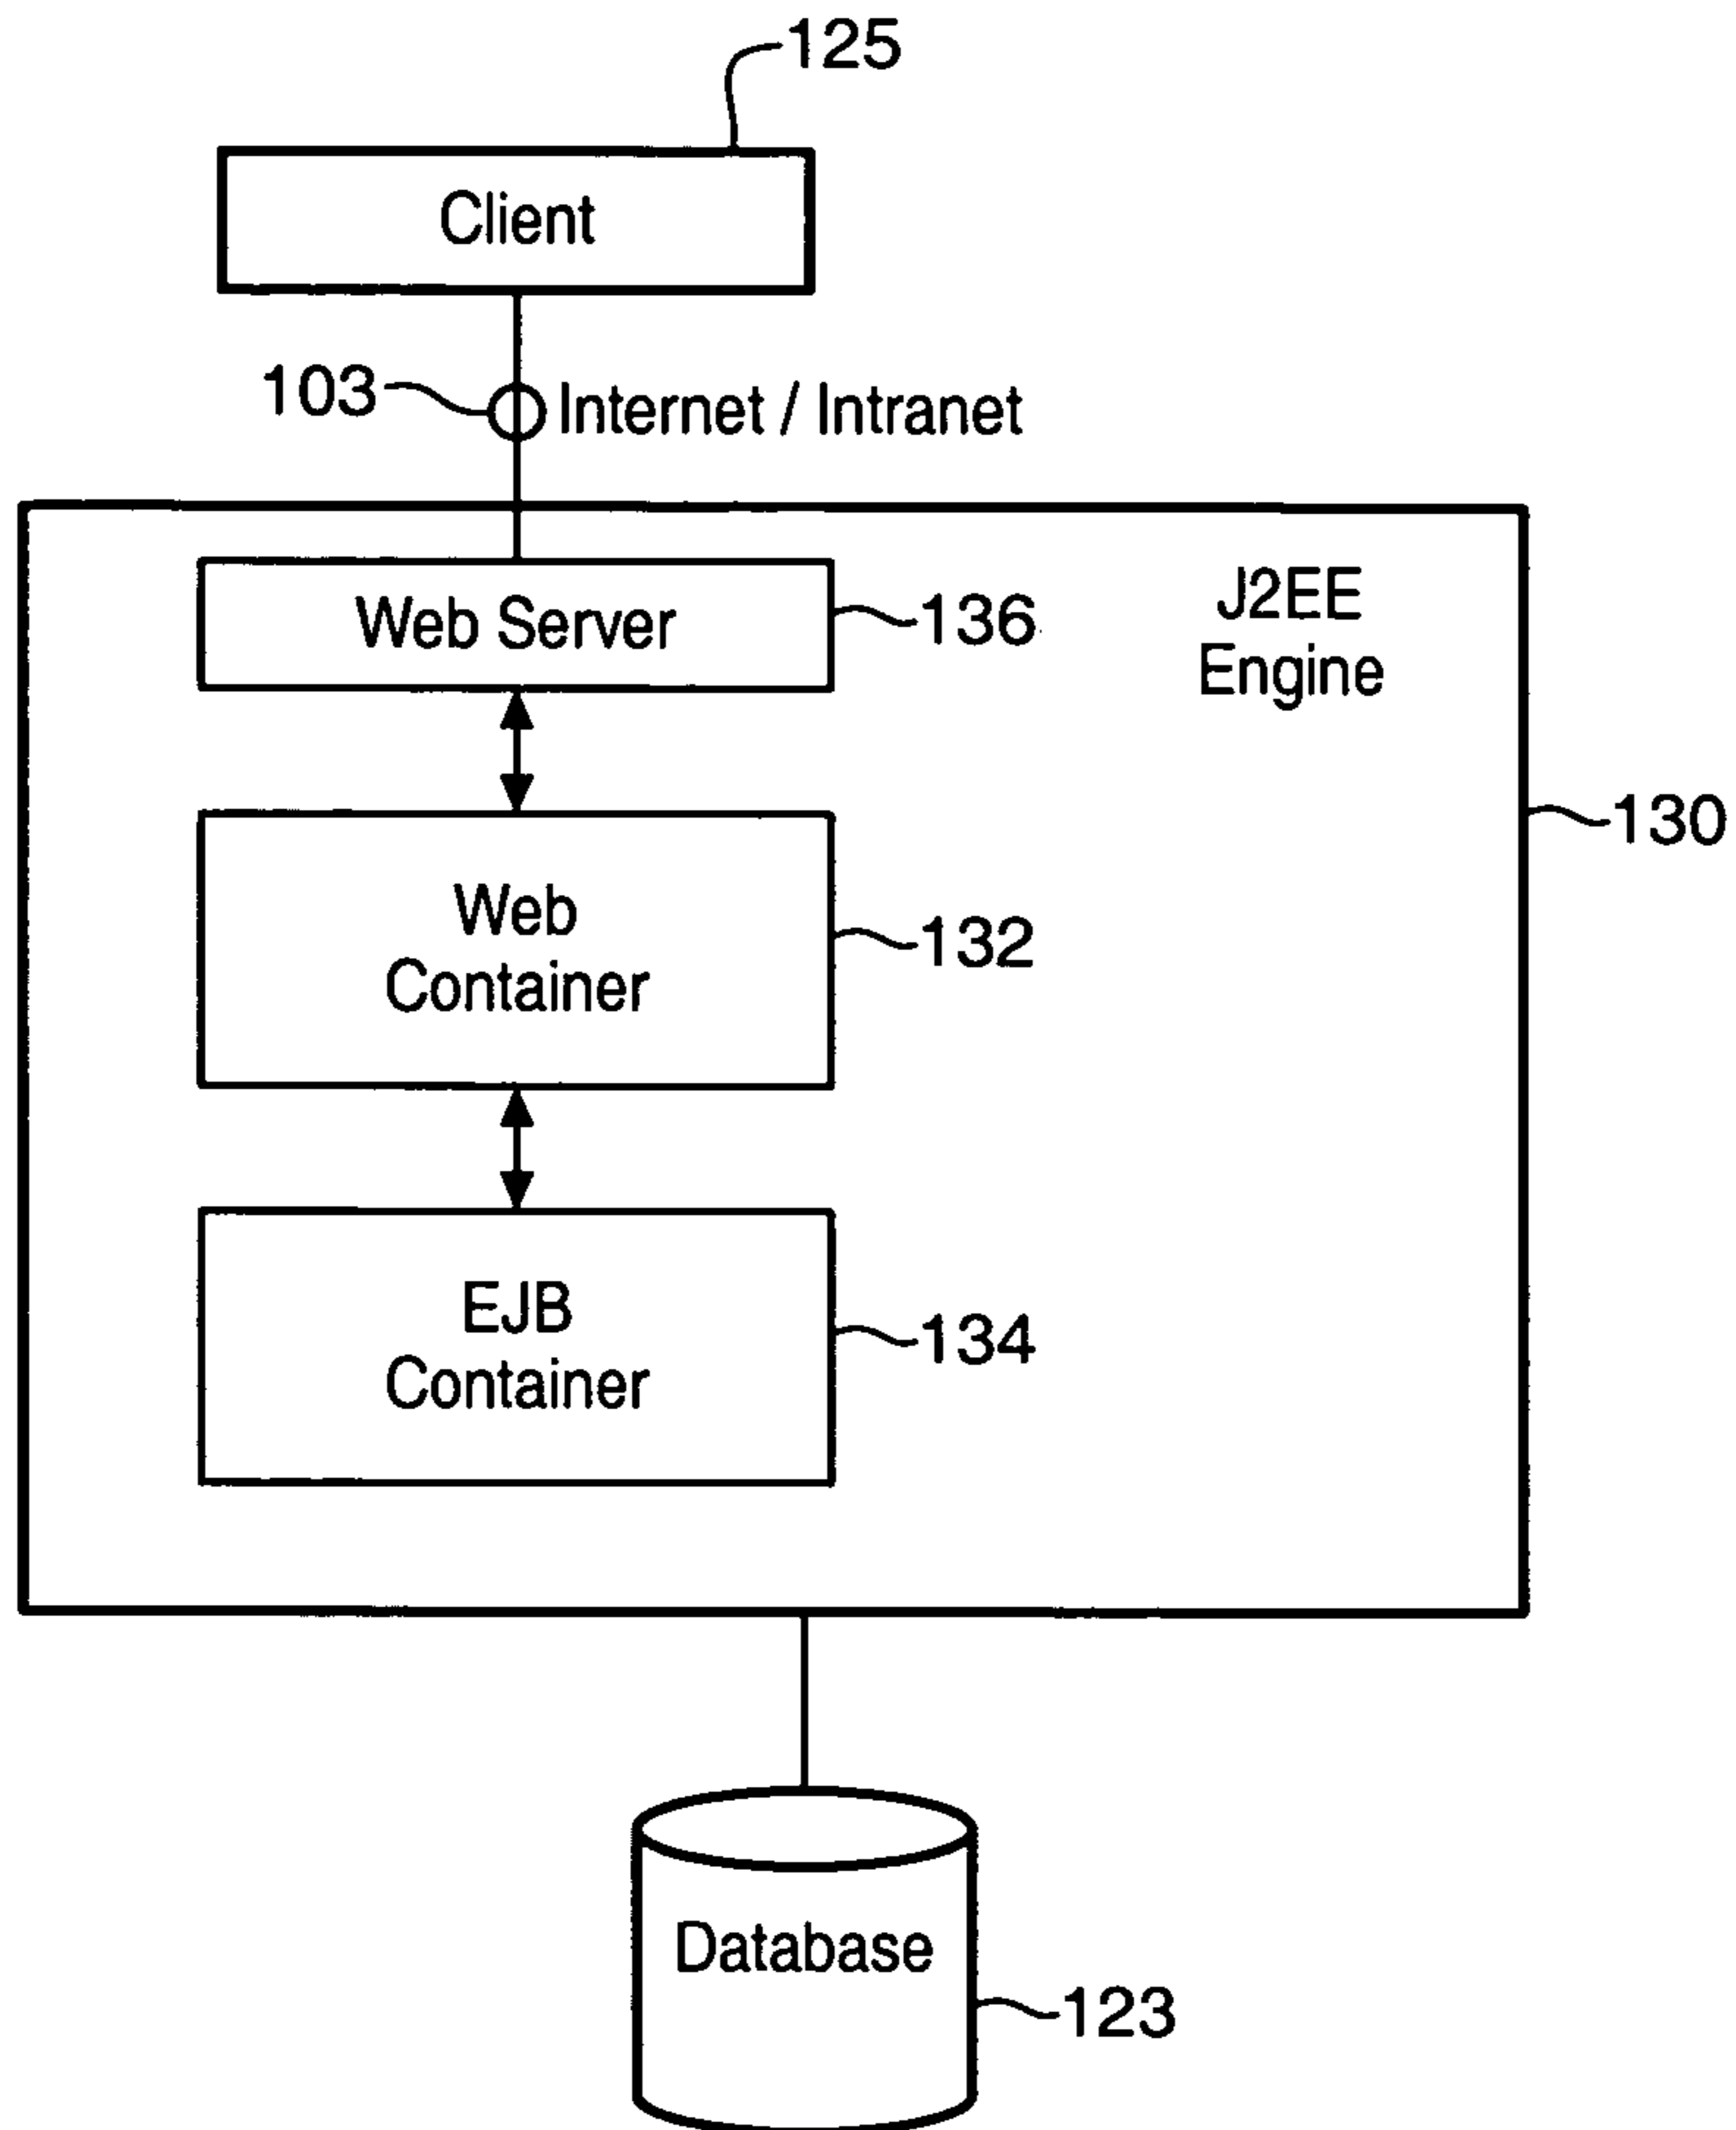 125
Client
103
Internet / Intranet
Web Server
136
J2EE
Engine
130
Web
Container
132
EJB
Container
134
Database
123